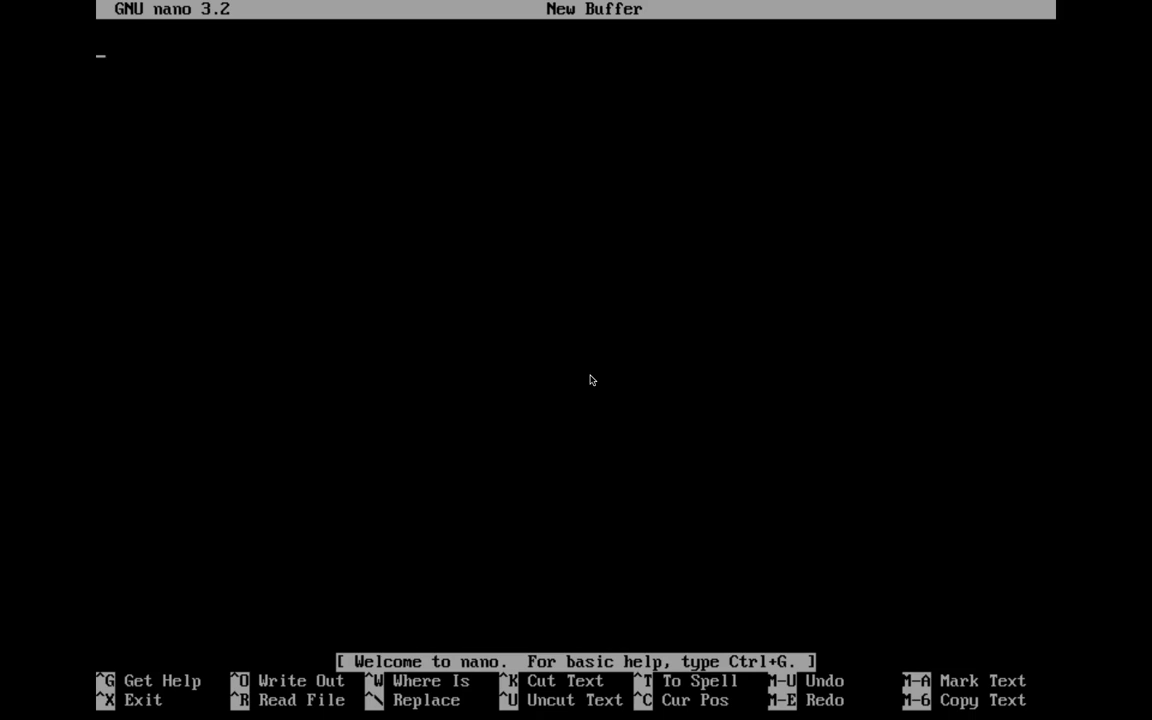 GNU nano 3.2 New Buffer
[ Welcome to nano.  For basic help, type Ctrl+G. ]
^G Get Help ^O Write Out ^W Where Is ^K Cut Text ^T To Spell M-U Undo M-A Mark Text
^X Exit ^R Read File ^\ Replace ^U Uncut Text ^C Cur Pos M-E Redo M-6 Copy Text